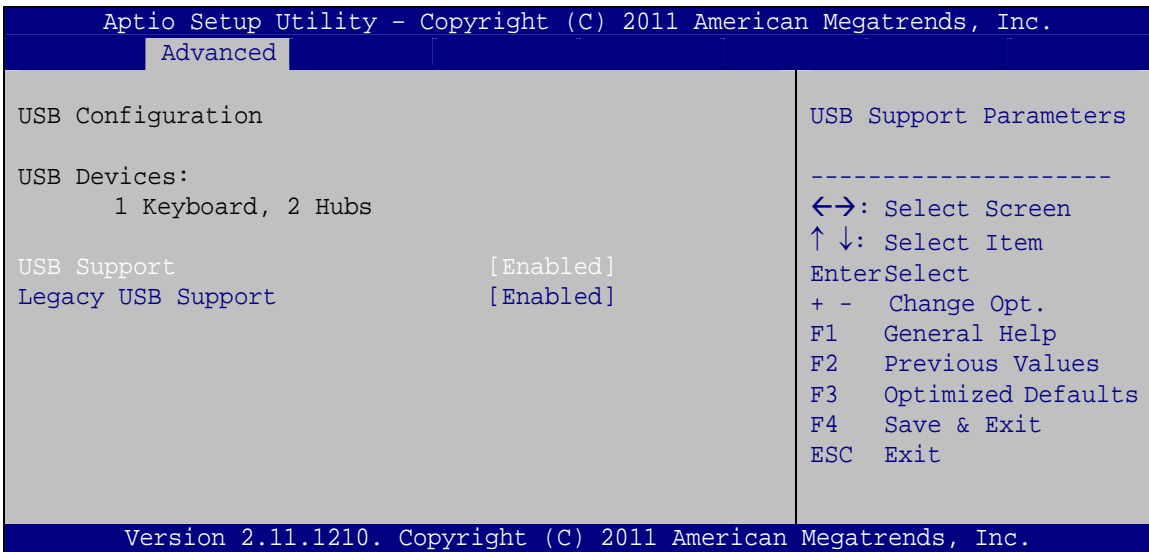 Aptio Setup Utility – Copyright (C) 2011 American Megatrends, Inc.
Advanced
USB Configuration
USB Devices:
1 Keyboard, 2 Hubs
USB Support [Enabled]
Legacy USB Support [Enabled]
USB Support Parameters
---------------------
←→: Select Screen
↑ ↓: Select Item
EnterSelect
+ - Change Opt.
F1 General Help
F2 Previous Values
F3 Optimized Defaults
F4 Save & Exit
ESC Exit
Version 2.11.1210. Copyright (C) 2011 American Megatrends, Inc.